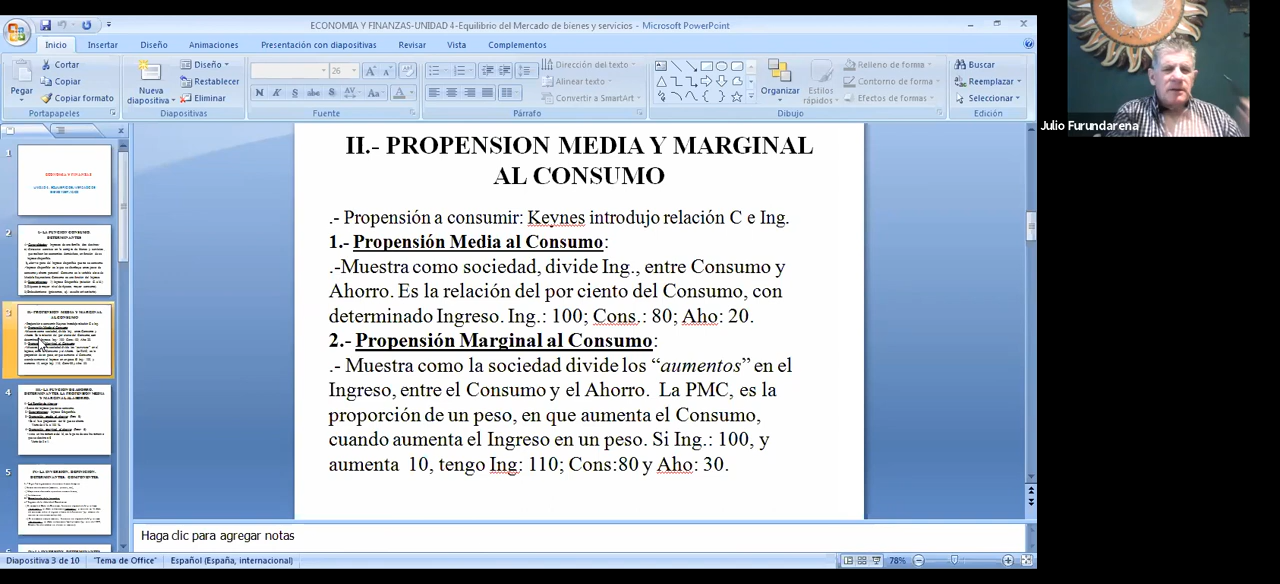 ECONOMIA Y FINANZAS-UNIDAD 4-Equilibrio del Mercado de bienes y servicios - Microsoft PowerPoint
Inicio Insertar Diseño Animaciones Presentación con diapositivas Revisar Vista Complementos
Pegar
Cortar
Copiar
Copiar formato
Portapapeles
Nueva diapositiva
Diseño
Restablecer
Eliminar
Diapositivas
26
Fuente
Dirección del texto
Alinear texto
Convertir a SmartArt
Párrafo
Organizar
Estilos rápidos
Relleno de forma
Contorno de forma
Efectos de formas
Dibujo
Buscar
Reemplazar
Seleccionar
Edición
Julio Furundarena
1
2
3
4
5
II.- PROPENSION MEDIA Y MARGINAL
AL CONSUMO
.- Propensión a consumir: Keynes introdujo relación C e Ing.
1.- Propensión Media al Consumo:
.-Muestra como sociedad, divide Ing., entre Consumo y
Ahorro. Es la relación del por ciento del Consumo, con
determinado Ingreso. Ing.: 100; Cons.: 80; Aho: 20.
2.- Propensión Marginal al Consumo:
.- Muestra como la sociedad divide los “aumentos” en el
Ingreso, entre el Consumo y el Ahorro. La PMC, es la
proporción de un peso, en que aumenta el Consumo,
cuando aumenta el Ingreso en un peso. Si Ing.: 100, y
aumenta 10, tengo Ing: 110; Cons:80 y Aho: 30.
Haga clic para agregar notas
Diapositiva 3 de 10 "Tema de Office" Español (España, internacional) 78%